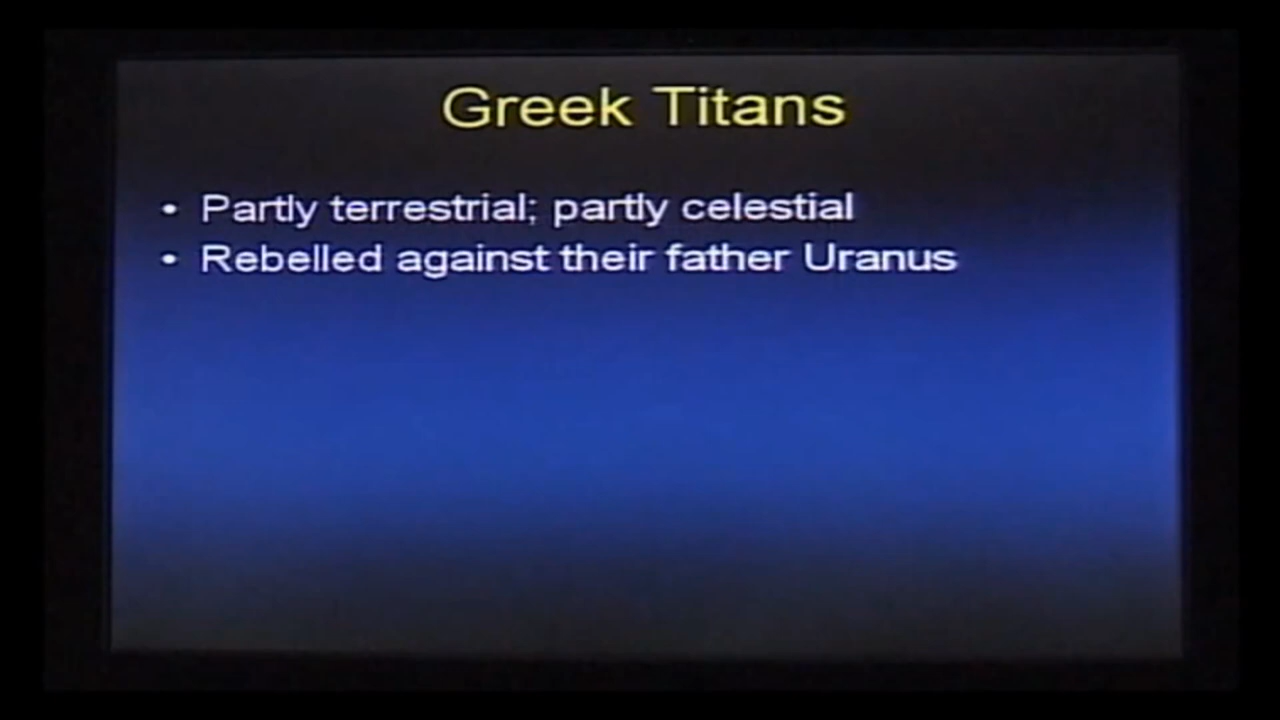 Greek Titans
• Partly terrestrial; partly celestial
• Rebelled against their father Uranus